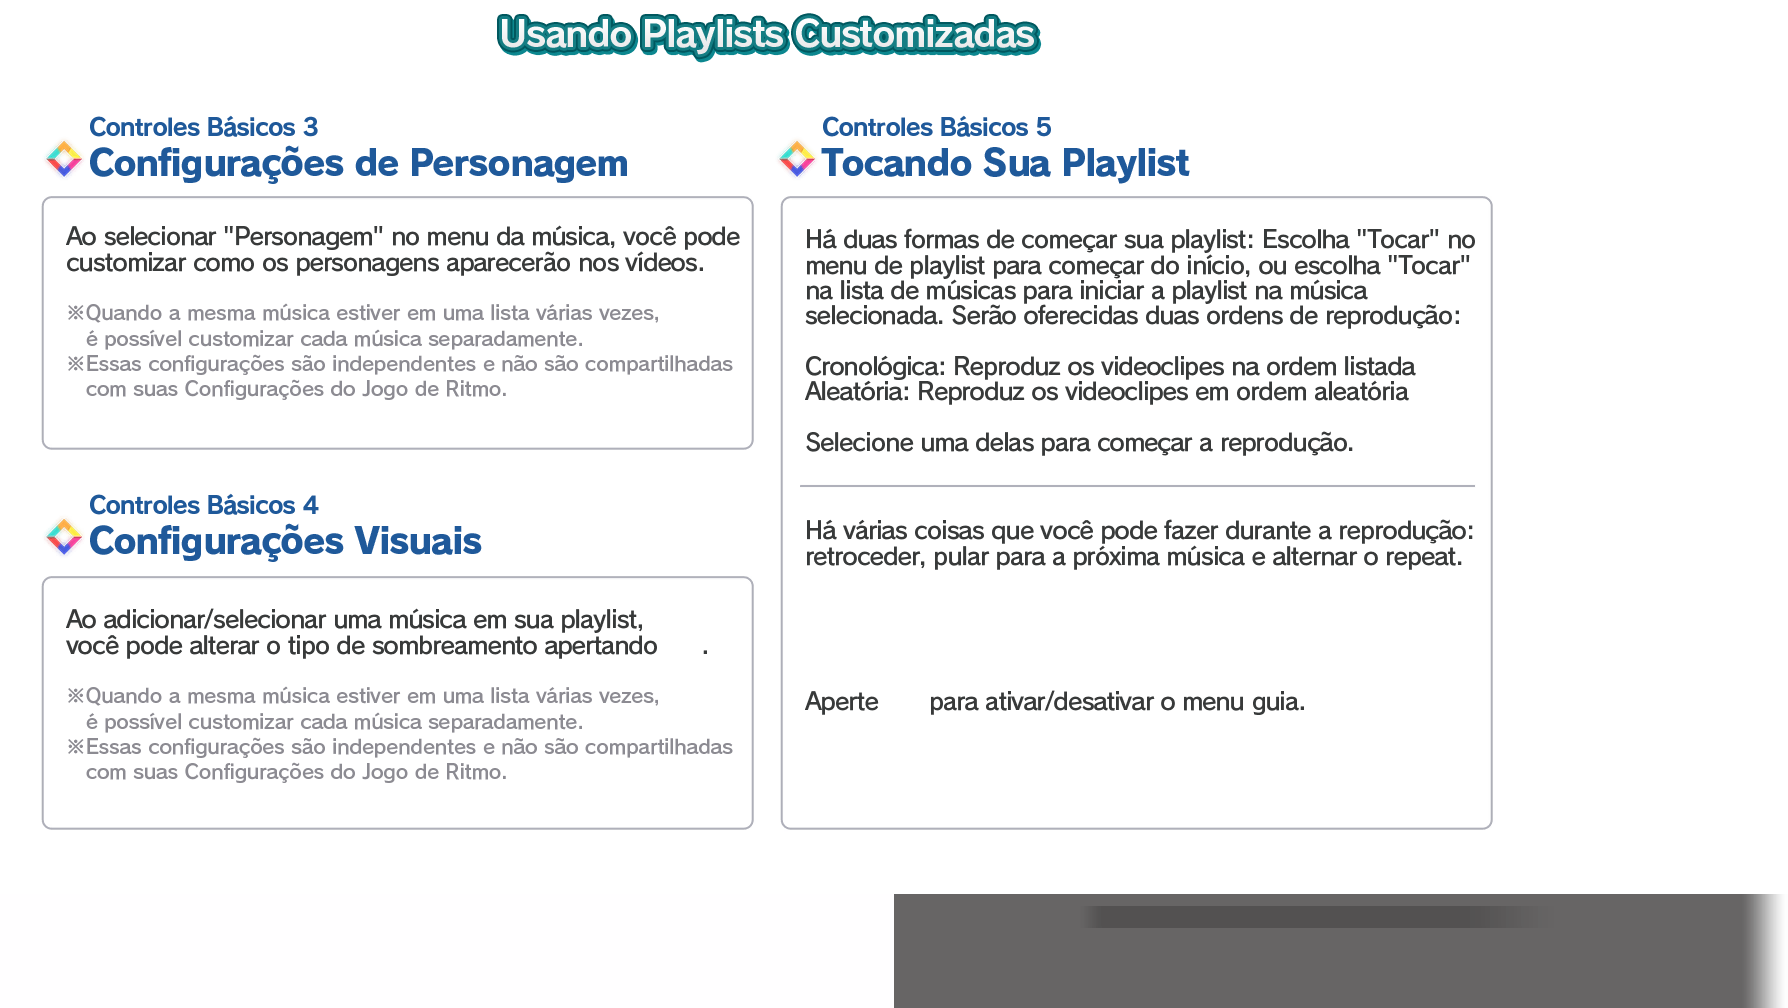 Usando Playlists Customizadas
Controles Básicos 3
Configurações de Personagem
Ao selecionar "Personagem" no menu da música, você pode
customizar como os personagens aparecerão nos vídeos.
※Quando a mesma música estiver em uma lista várias vezes,
é possível customizar cada música separadamente.
※Essas configurações são independentes e não são compartilhadas
com suas Configurações do Jogo de Ritmo.
Controles Básicos 4
Configurações Visuais
Ao adicionar/selecionar uma música em sua playlist,
você pode alterar o tipo de sombreamento apertando .
※Quando a mesma música estiver em uma lista várias vezes,
é possível customizar cada música separadamente.
※Essas configurações são independentes e não são compartilhadas
com suas Configurações do Jogo de Ritmo.
Controles Básicos 5
Tocando Sua Playlist
Há duas formas de começar sua playlist: Escolha "Tocar" no
menu de playlist para começar do início, ou escolha "Tocar"
na lista de músicas para iniciar a playlist na música
selecionada. Serão oferecidas duas ordens de reprodução:
Cronológica: Reproduz os videoclipes na ordem listada
Aleatória: Reproduz os videoclipes em ordem aleatória
Selecione uma delas para começar a reprodução.
Há várias coisas que você pode fazer durante a reprodução:
retroceder, pular para a próxima música e alternar o repeat.
Aperte para ativar/desativar o menu guia.